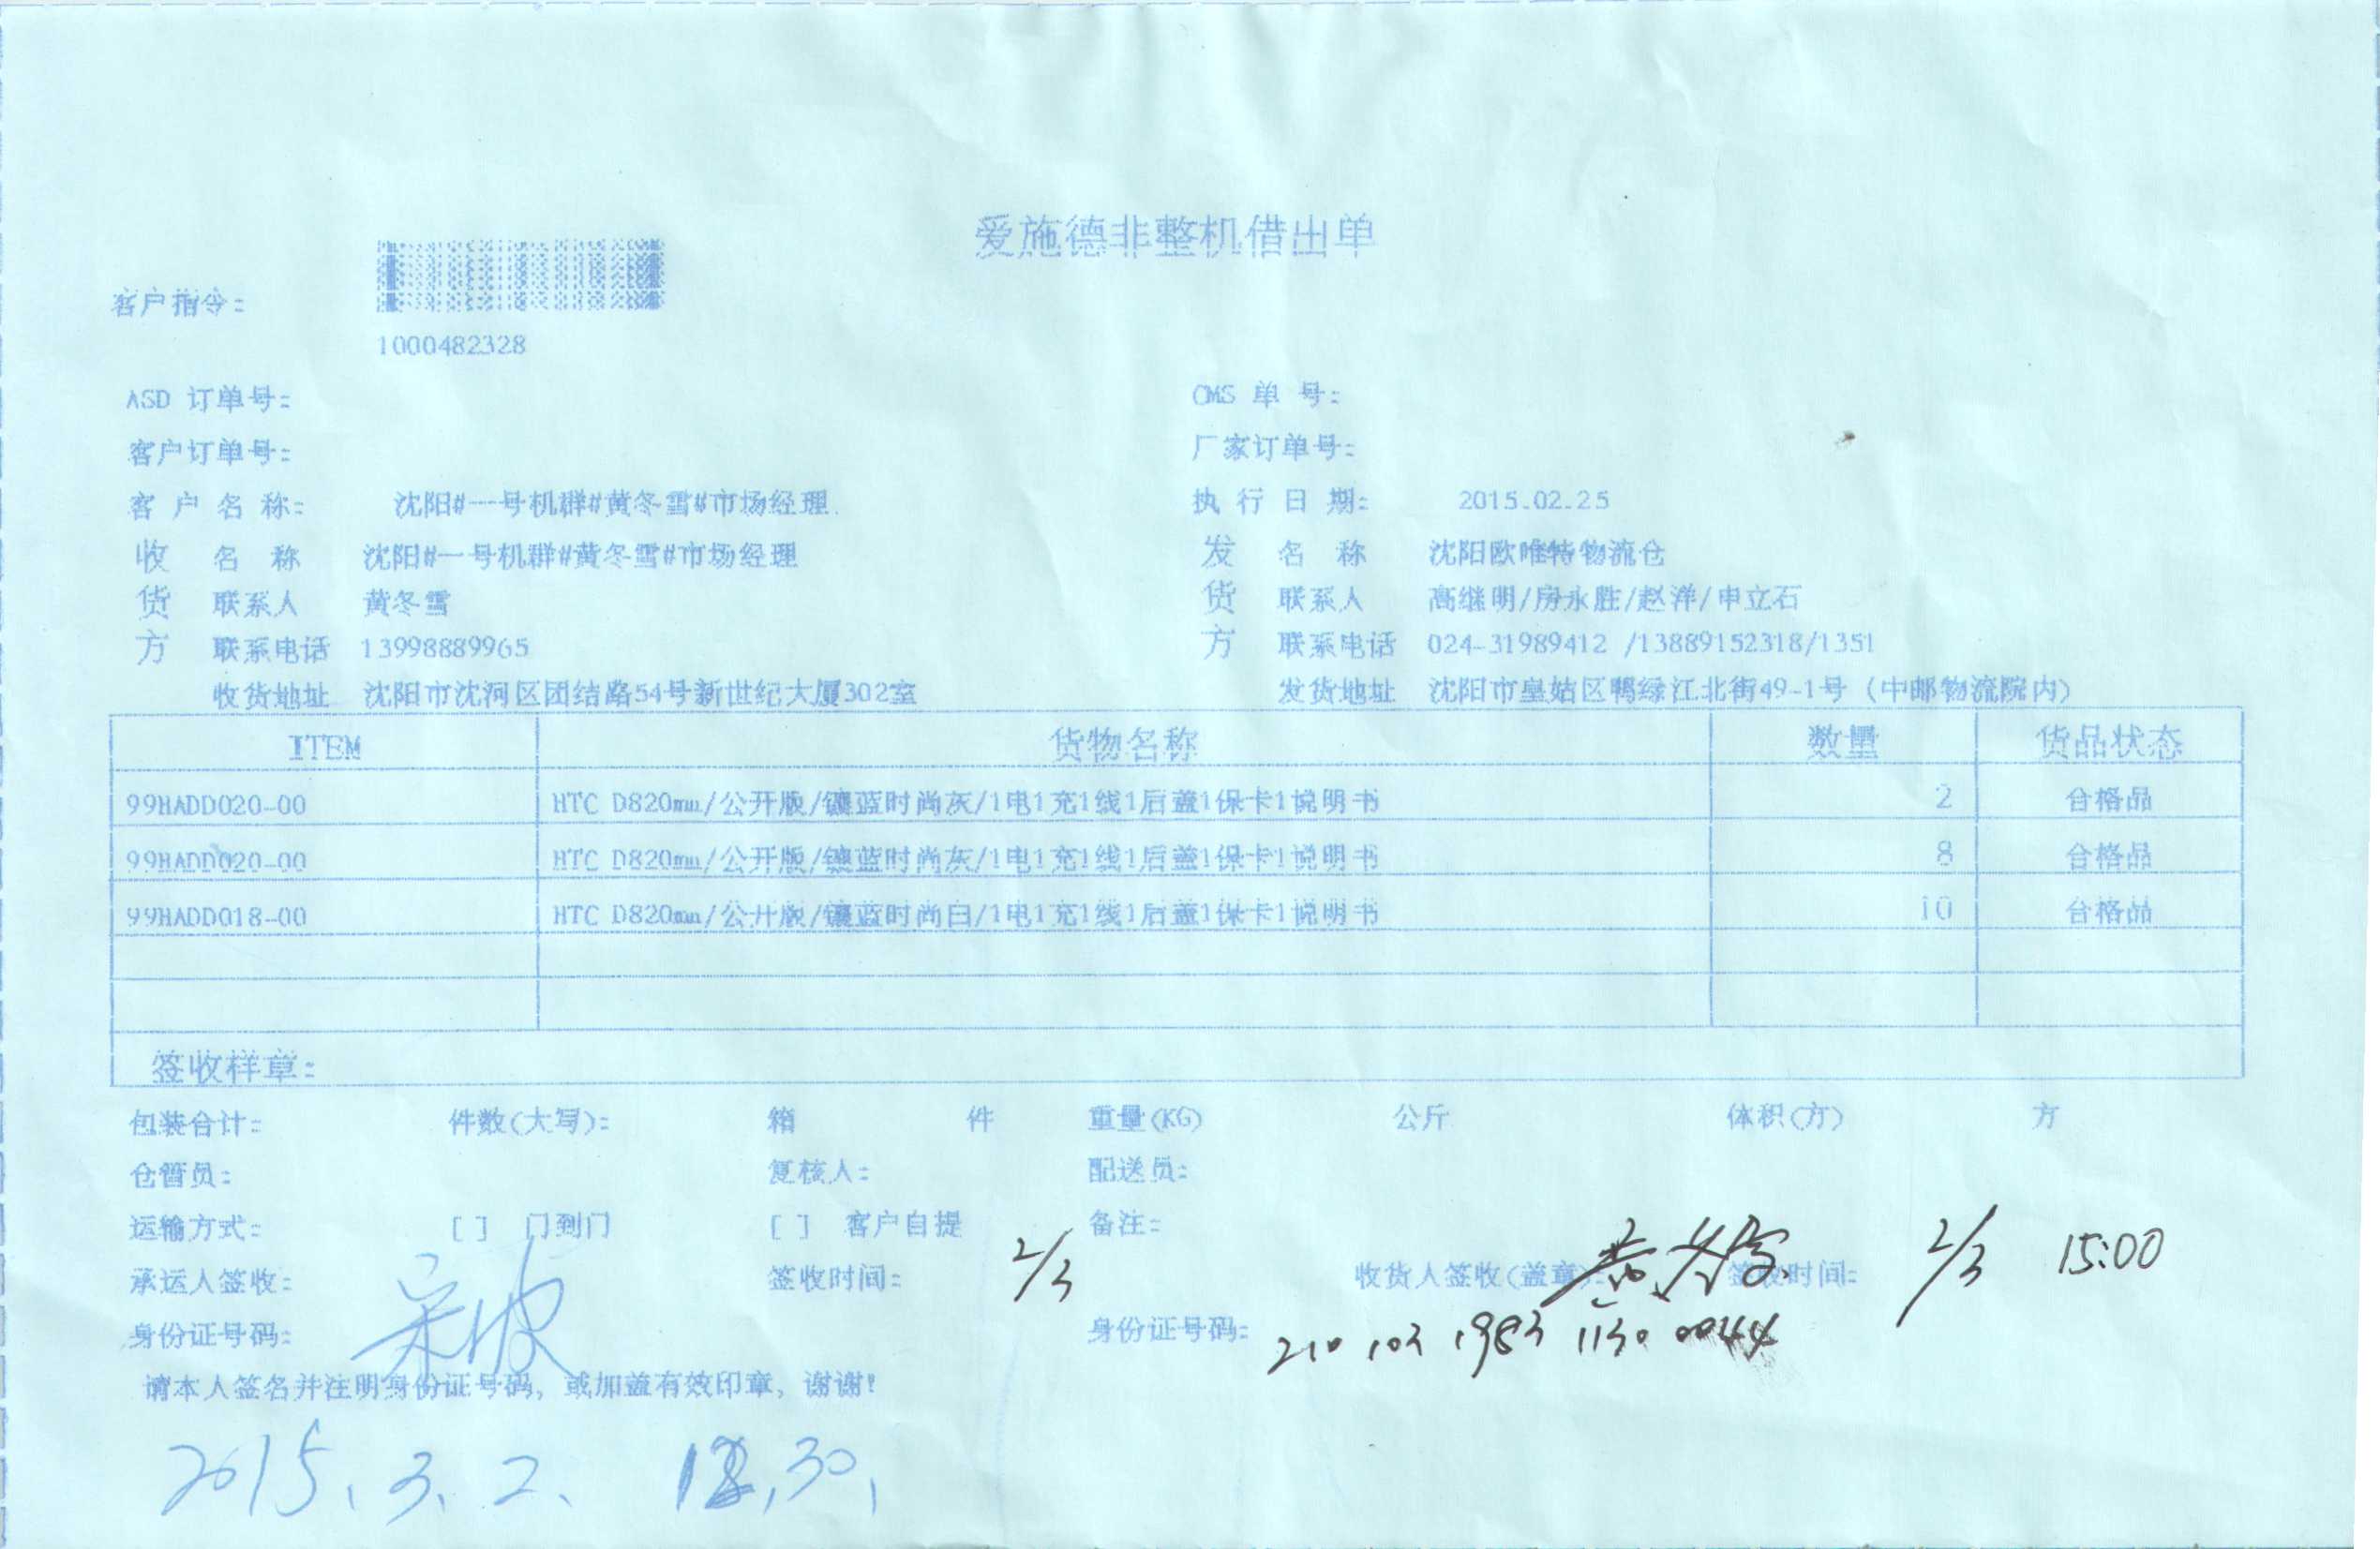 爱施德非整机借出单
客户指令:
1000482328
ASD 订单号: CMS 单 号:
客户订单号: 厂家订单号:
客 户 名 称: 沈阳#一号机群#黄冬雪#市场经理 执 行 日 期: 2015.02.25
收 名 称 沈阳#一号机群#黄冬雪#市场经理 发 名 称 沈阳欧唯特物流仓
货 联系人 黄冬雪 货 联系人 高继明/房永胜/赵洋/申立石
方 联系电话 13998889965 方 联系电话 024-31989412 /13889152318/1351
收货地址 沈阳市沈河区团结路54号新世纪大厦302室 发货地址 沈阳市皇姑区鸭绿江北街49-1号 (中邮物流院内)
ITEM 货物名称 数量 货品状态
99HADD020-00 HTC D820mu/公开版/镶蓝时尚灰/1电1充1线1后盖1保卡1说明书 2 合格品
99HADD020-00 HTC D820mu/公开版/镶蓝时尚灰/1电1充1线1后盖1保卡1说明书 8 合格品
99HADD018-00 HTC D820mu/公开版/镶蓝时尚白/1电1充1线1后盖1保卡1说明书 10 合格品
签收样章:
包装合计: 件数(大写): 箱 件 重量(KG) 公斤 体积(方) 方
仓管员: 复核人: 配送员:
运输方式: [ ] 门到门 [ ] 客户自提 备注:
承运人签收: 签收时间: 2/3 收货人签收(盖章): 黄冬雪 签收时间: 2/3 15:00
身份证号码: 身份证号码: 210 103 1983 1130 0044
请本人签名并注明身份证号码, 或加盖有效印章, 谢谢!
2015.3.2. 12.30